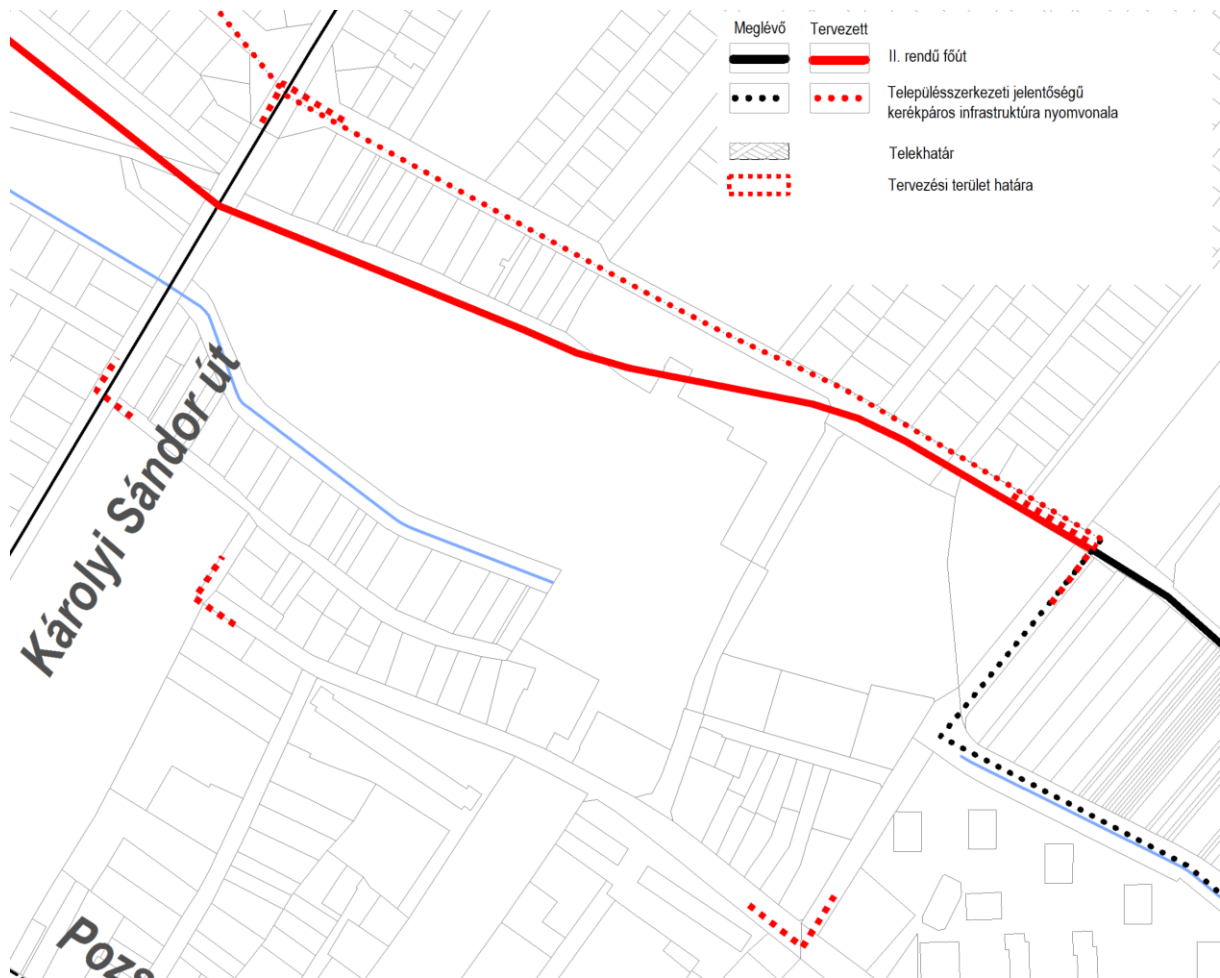 Meglévő Tervezett
II. rendű főút
Településszerkezeti jelentőségű
kerékpáros infrastruktúra nyomvonala
Telekhatár
Tervezési terület határa
Károlyi Sándor út